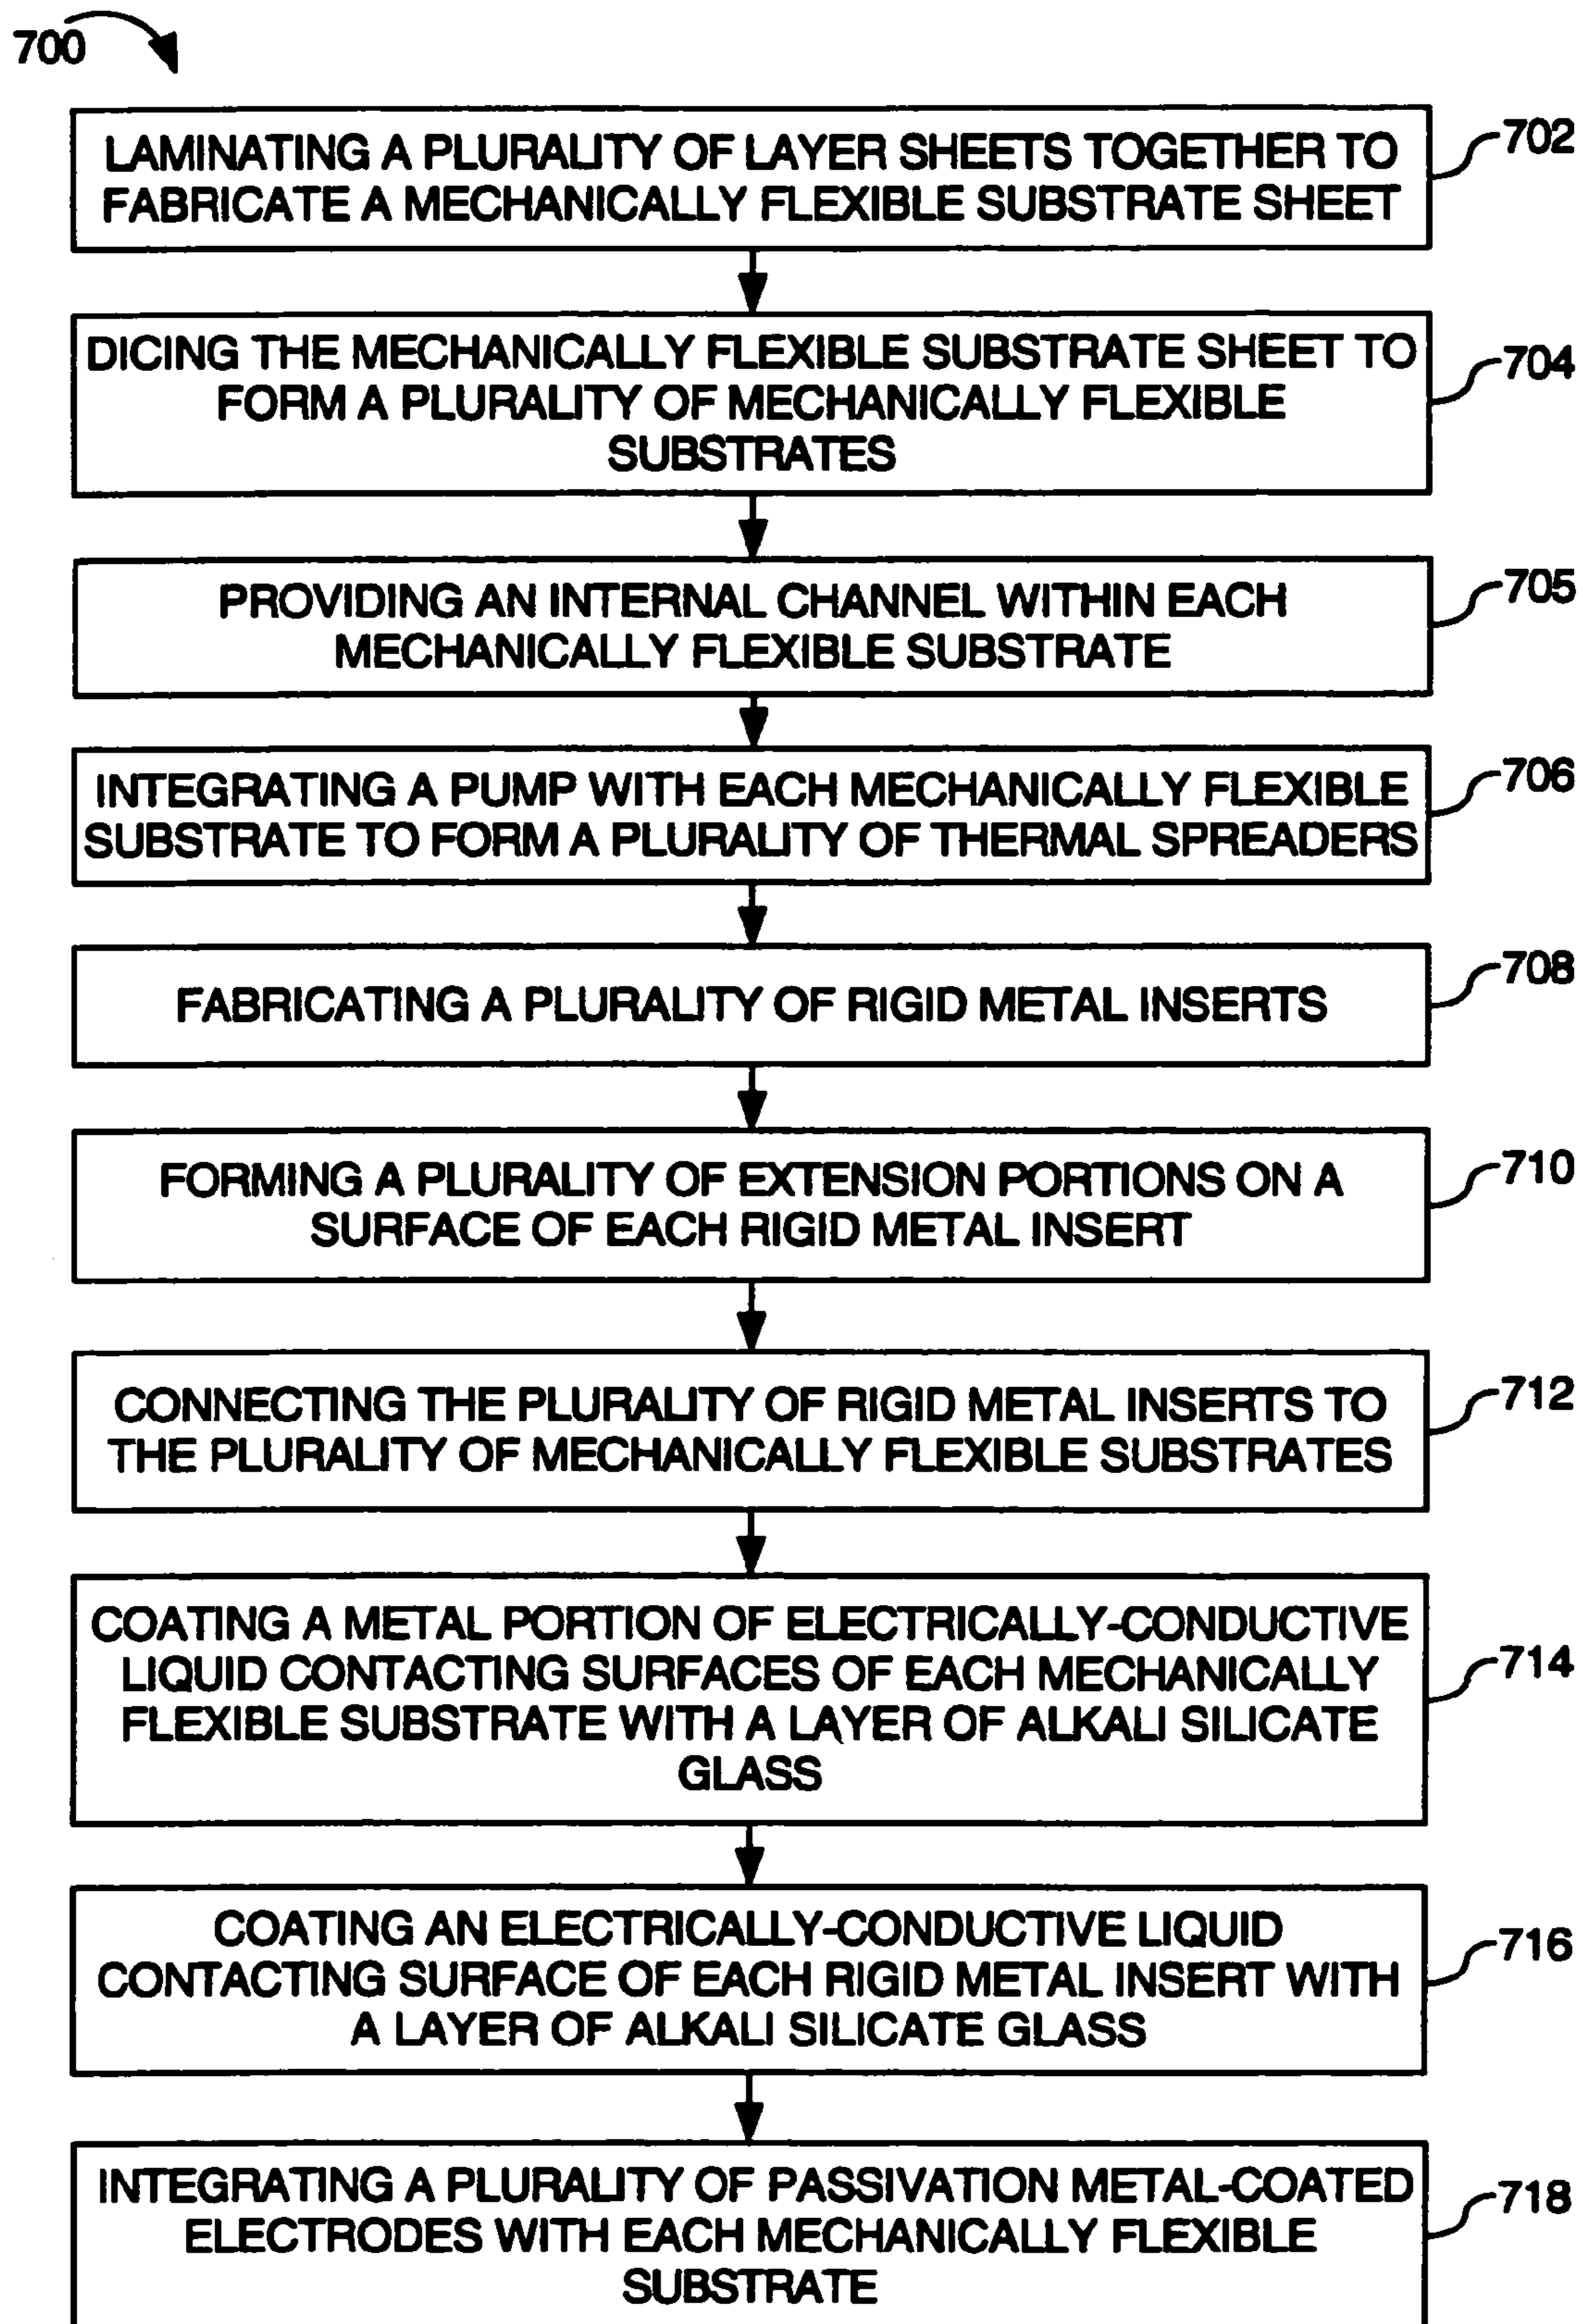 700
LAMINATING A PLURALITY OF LAYER SHEETS TOGETHER TO
FABRICATE A MECHANICALLY FLEXIBLE SUBSTRATE SHEET
702
DICING THE MECHANICALLY FLEXIBLE SUBSTRATE SHEET TO
FORM A PLURALITY OF MECHANICALLY FLEXIBLE
SUBSTRATES
704
PROVIDING AN INTERNAL CHANNEL WITHIN EACH
MECHANICALLY FLEXIBLE SUBSTRATE
705
INTEGRATING A PUMP WITH EACH MECHANICALLY FLEXIBLE
SUBSTRATE TO FORM A PLURALITY OF THERMAL SPREADERS
706
FABRICATING A PLURALITY OF RIGID METAL INSERTS
708
FORMING A PLURALITY OF EXTENSION PORTIONS ON A
SURFACE OF EACH RIGID METAL INSERT
710
CONNECTING THE PLURALITY OF RIGID METAL INSERTS TO
THE PLURALITY OF MECHANICALLY FLEXIBLE SUBSTRATES
712
COATING A METAL PORTION OF ELECTRICALLY-CONDUCTIVE
LIQUID CONTACTING SURFACES OF EACH MECHANICALLY
FLEXIBLE SUBSTRATE WITH A LAYER OF ALKALI SILICATE
GLASS
714
COATING AN ELECTRICALLY-CONDUCTIVE LIQUID
CONTACTING SURFACE OF EACH RIGID METAL INSERT WITH
A LAYER OF ALKALI SILICATE GLASS
716
INTEGRATING A PLURALITY OF PASSIVATION METAL-COATED
ELECTRODES WITH EACH MECHANICALLY FLEXIBLE
SUBSTRATE
718